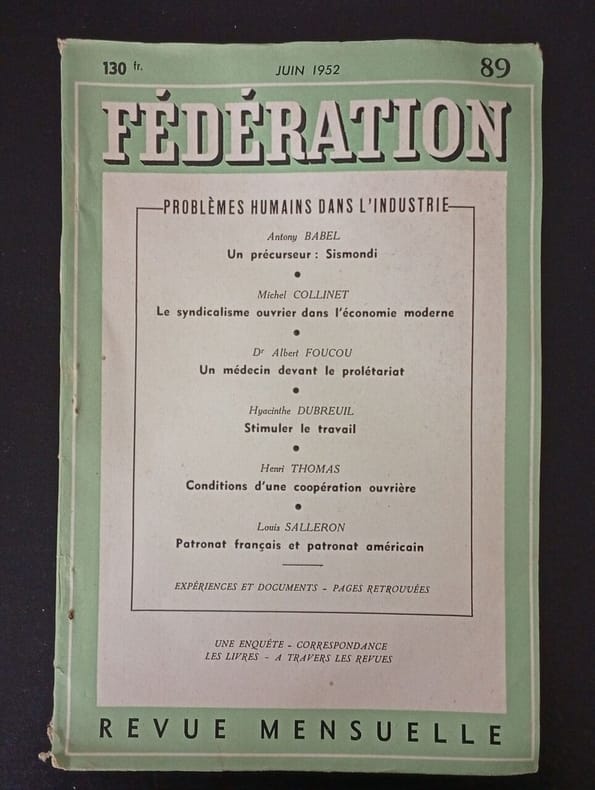 130 fr. JUIN 1952 89
FÉDÉRATION
PROBLÈMES HUMAINS DANS L'INDUSTRIE
Antony BABEL
Un précurseur : Sismondi
Michel COLLINET
Le syndicalisme ouvrier dans l'économie moderne
Dr Albert FOUCOU
Un médecin devant le prolétariat
Hyacinthe DUBREUIL
Stimuler le travail
Henri THOMAS
Conditions d'une coopération ouvrière
Louis SALLERON
Patronat français et patronat américain
EXPÉRIENCES ET DOCUMENTS - PAGES RETROUVÉES
UNE ENQUÊTE - CORRESPONDANCE
LES LIVRES - A TRAVERS LES REVUES
REVUE MENSUELLE